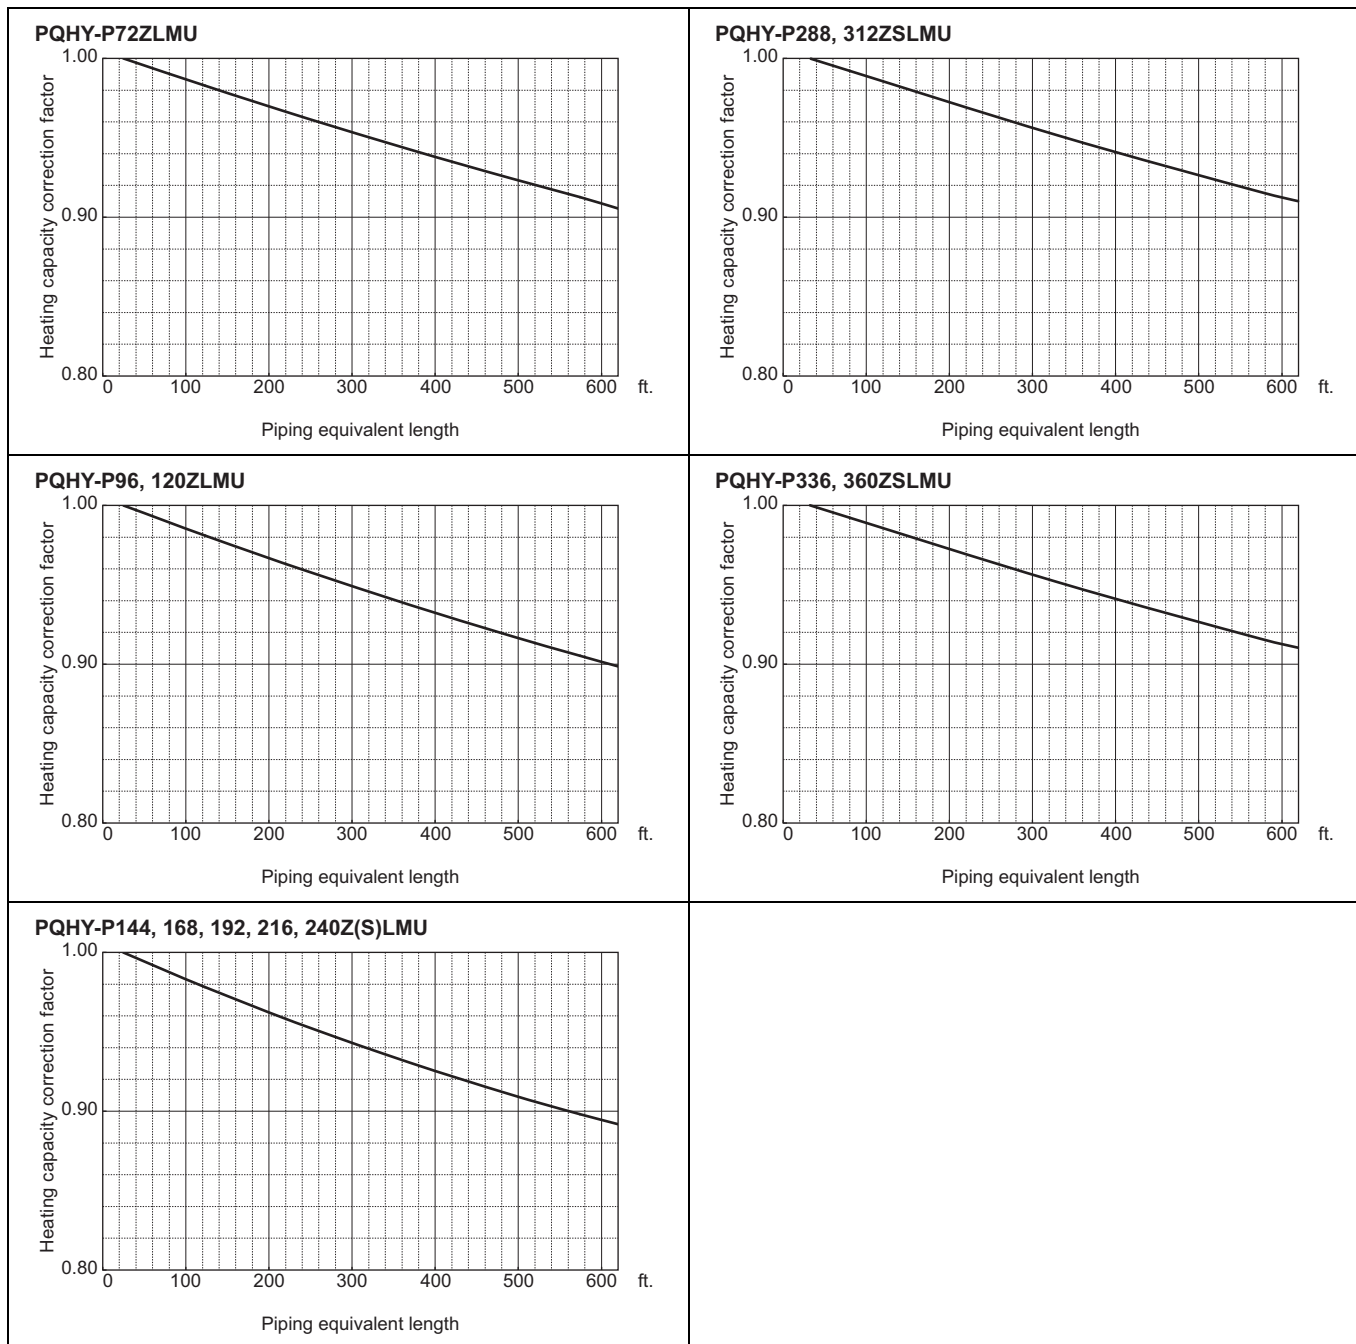 PQHY-P72ZLMU
Heating capacity correction factor
1.00
0.90
0.80
0 100 200 300 400 500 600 ft.
Piping equivalent length
PQHY-P288, 312ZSLMU
Heating capacity correction factor
1.00
0.90
0.80
0 100 200 300 400 500 600 ft.
Piping equivalent length
PQHY-P96, 120ZLMU
Heating capacity correction factor
1.00
0.90
0.80
0 100 200 300 400 500 600 ft.
Piping equivalent length
PQHY-P336, 360ZSLMU
Heating capacity correction factor
1.00
0.90
0.80
0 100 200 300 400 500 600 ft.
Piping equivalent length
PQHY-P144, 168, 192, 216, 240Z(S)LMU
Heating capacity correction factor
1.00
0.90
0.80
0 100 200 300 400 500 600 ft.
Piping equivalent length